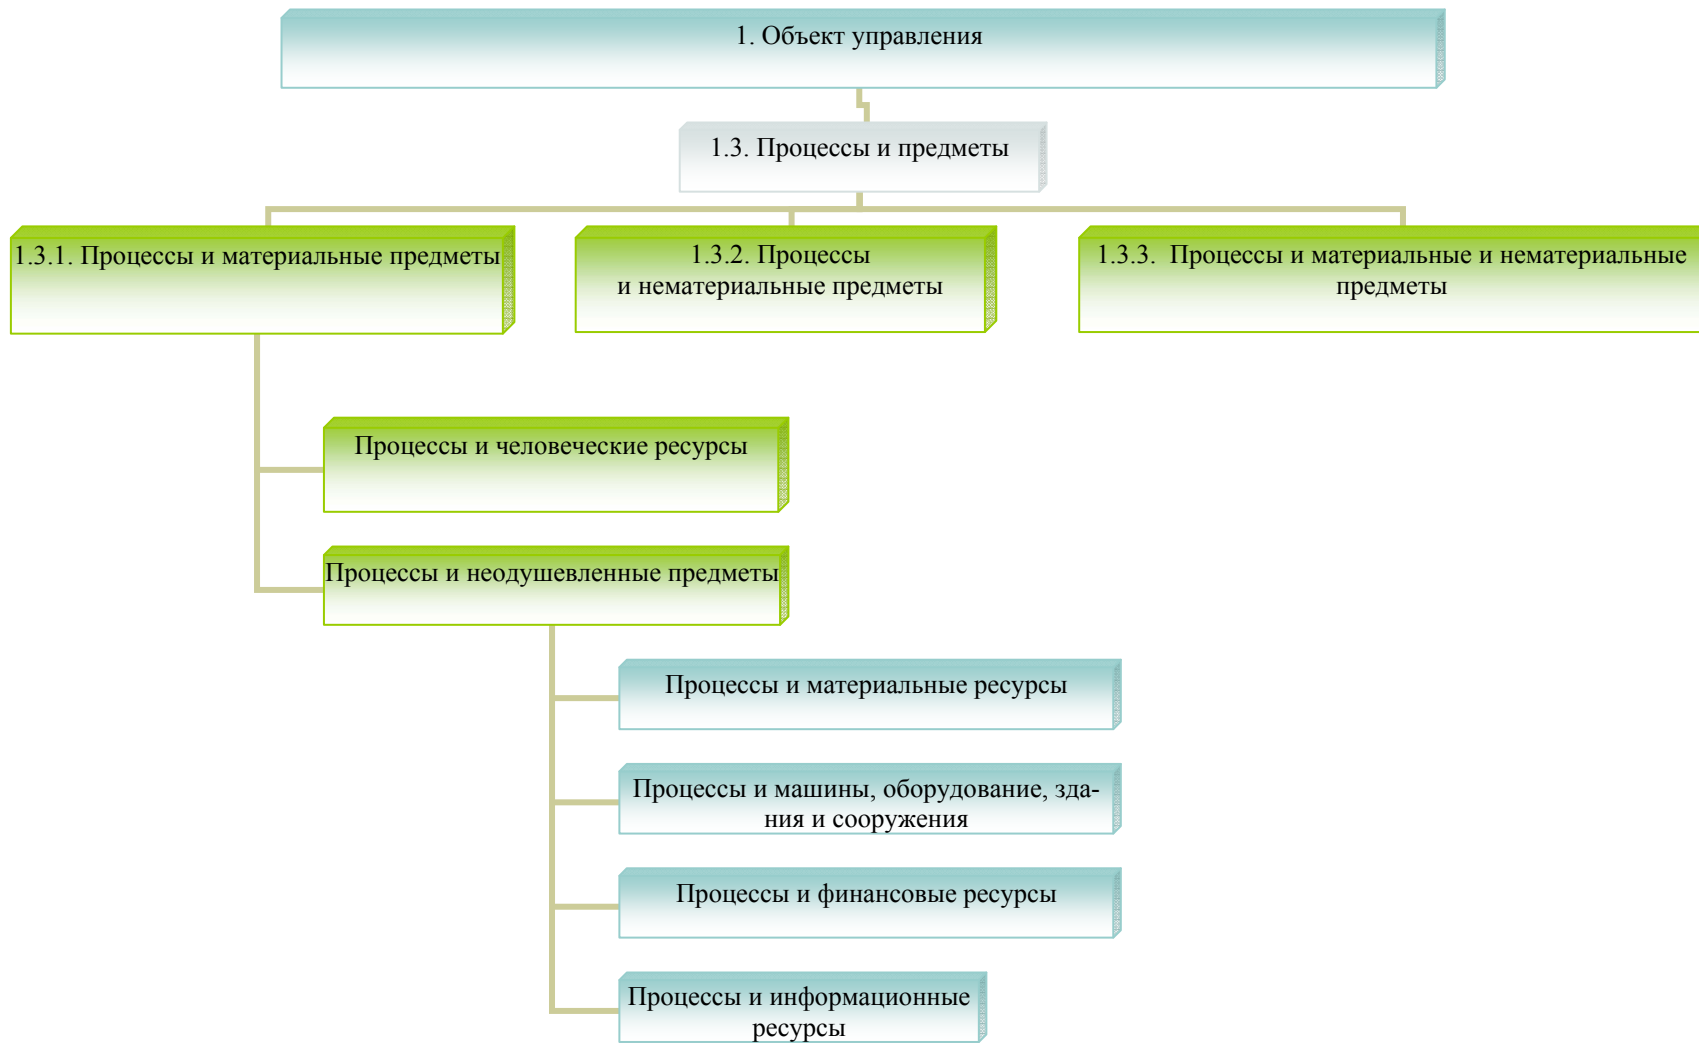 1. Объект управления
1.3. Процессы и предметы
1.3.1. Процессы и материальные предметы
1.3.2. Процессы
и нематериальные предметы
1.3.3. Процессы и материальные и нематериальные
предметы
Процессы и человеческие ресурсы
Процессы и неодушевленные предметы
Процессы и материальные ресурсы
Процессы и машины, оборудование, зда-
ния и сооружения
Процессы и финансовые ресурсы
Процессы и информационные
ресурсы